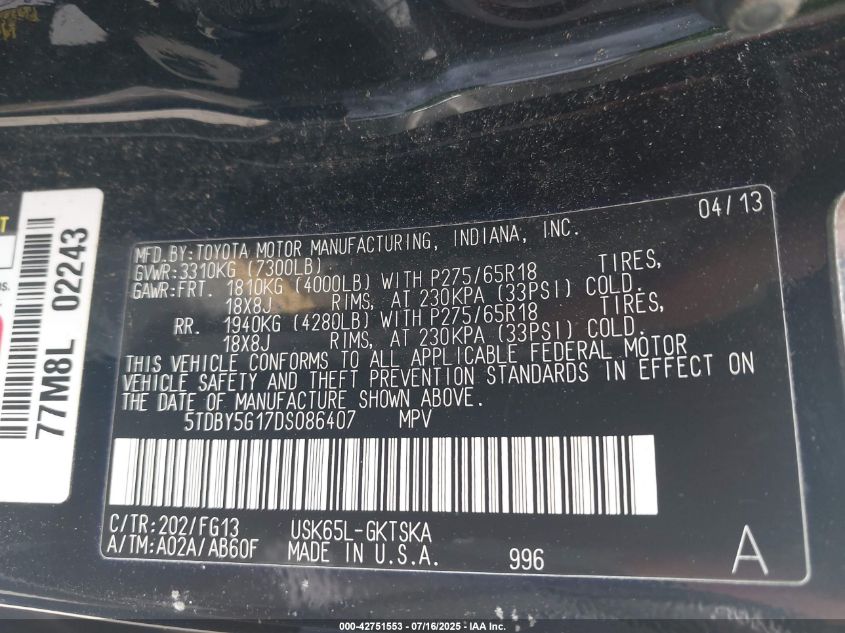 04/13
MFD.BY:TOYOTA MOTOR MANUFACTURING, INDIANA, INC.
GVWR:3310KG (7300LB)
GAWR:FRT. 1810KG (4000LB) WITH P275/65R18 TIRES,
18X8J RIMS, AT 230KPA (33PSI) COLD.
RR. 1940KG (4280LB) WITH P275/65R18 TIRES,
18X8J RIMS, AT 230KPA (33PSI) COLD.
THIS VEHICLE CONFORMS TO ALL APPLICABLE FEDERAL MOTOR
VEHICLE SAFETY AND THEFT PREVENTION STANDARDS IN EFFECT ON
THE DATE OF MANUFACTURE SHOWN ABOVE.
5TDBY5G17DS086407 MPV
C/TR:202/FG13 USK65L-GKTSKA
A/TM:A02A/AB60F MADE IN U.S.A. 996 A
77M8L 02243
000-42751553 - 07/16/2025 - IAA Inc.